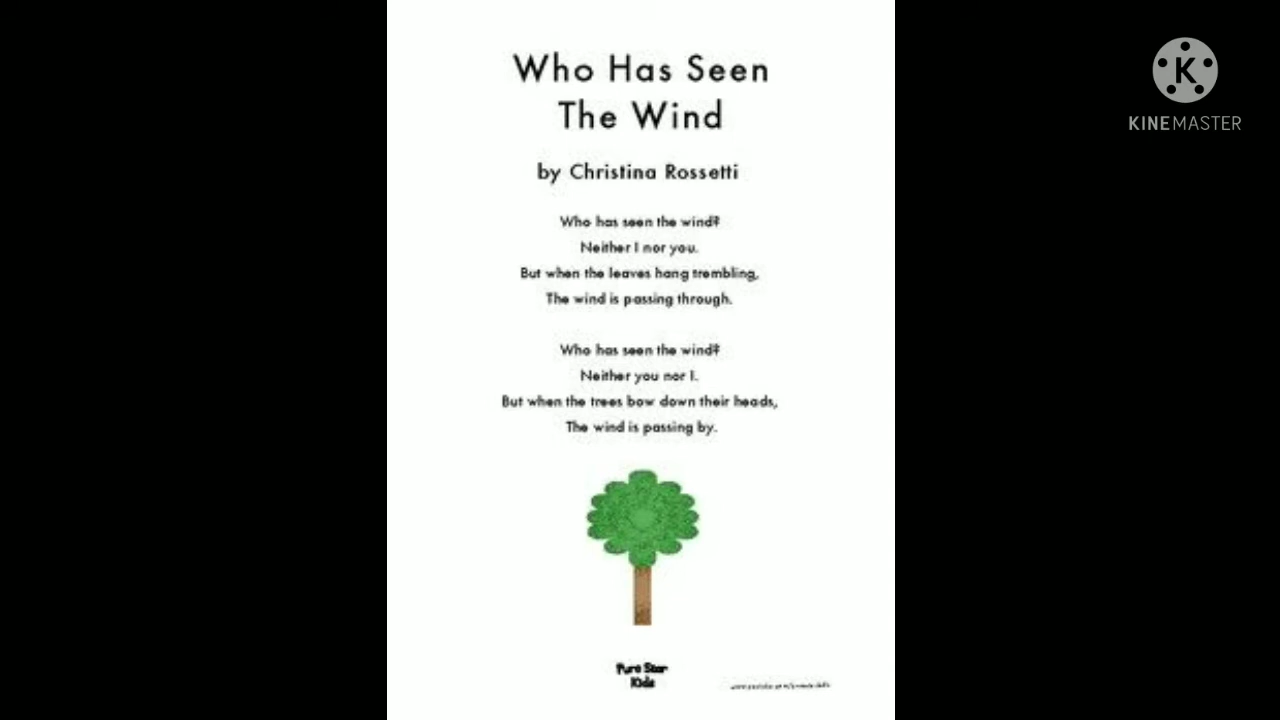 Who Has Seen
The Wind
by Christina Rossetti
Who has seen the wind?
Neither I nor you.
But when the leaves hang trembling,
The wind is passing through.
Who has seen the wind?
Neither you nor I.
But when the trees bow down their heads,
The wind is passing by.
Pure Star
Kids
KINEMASTER